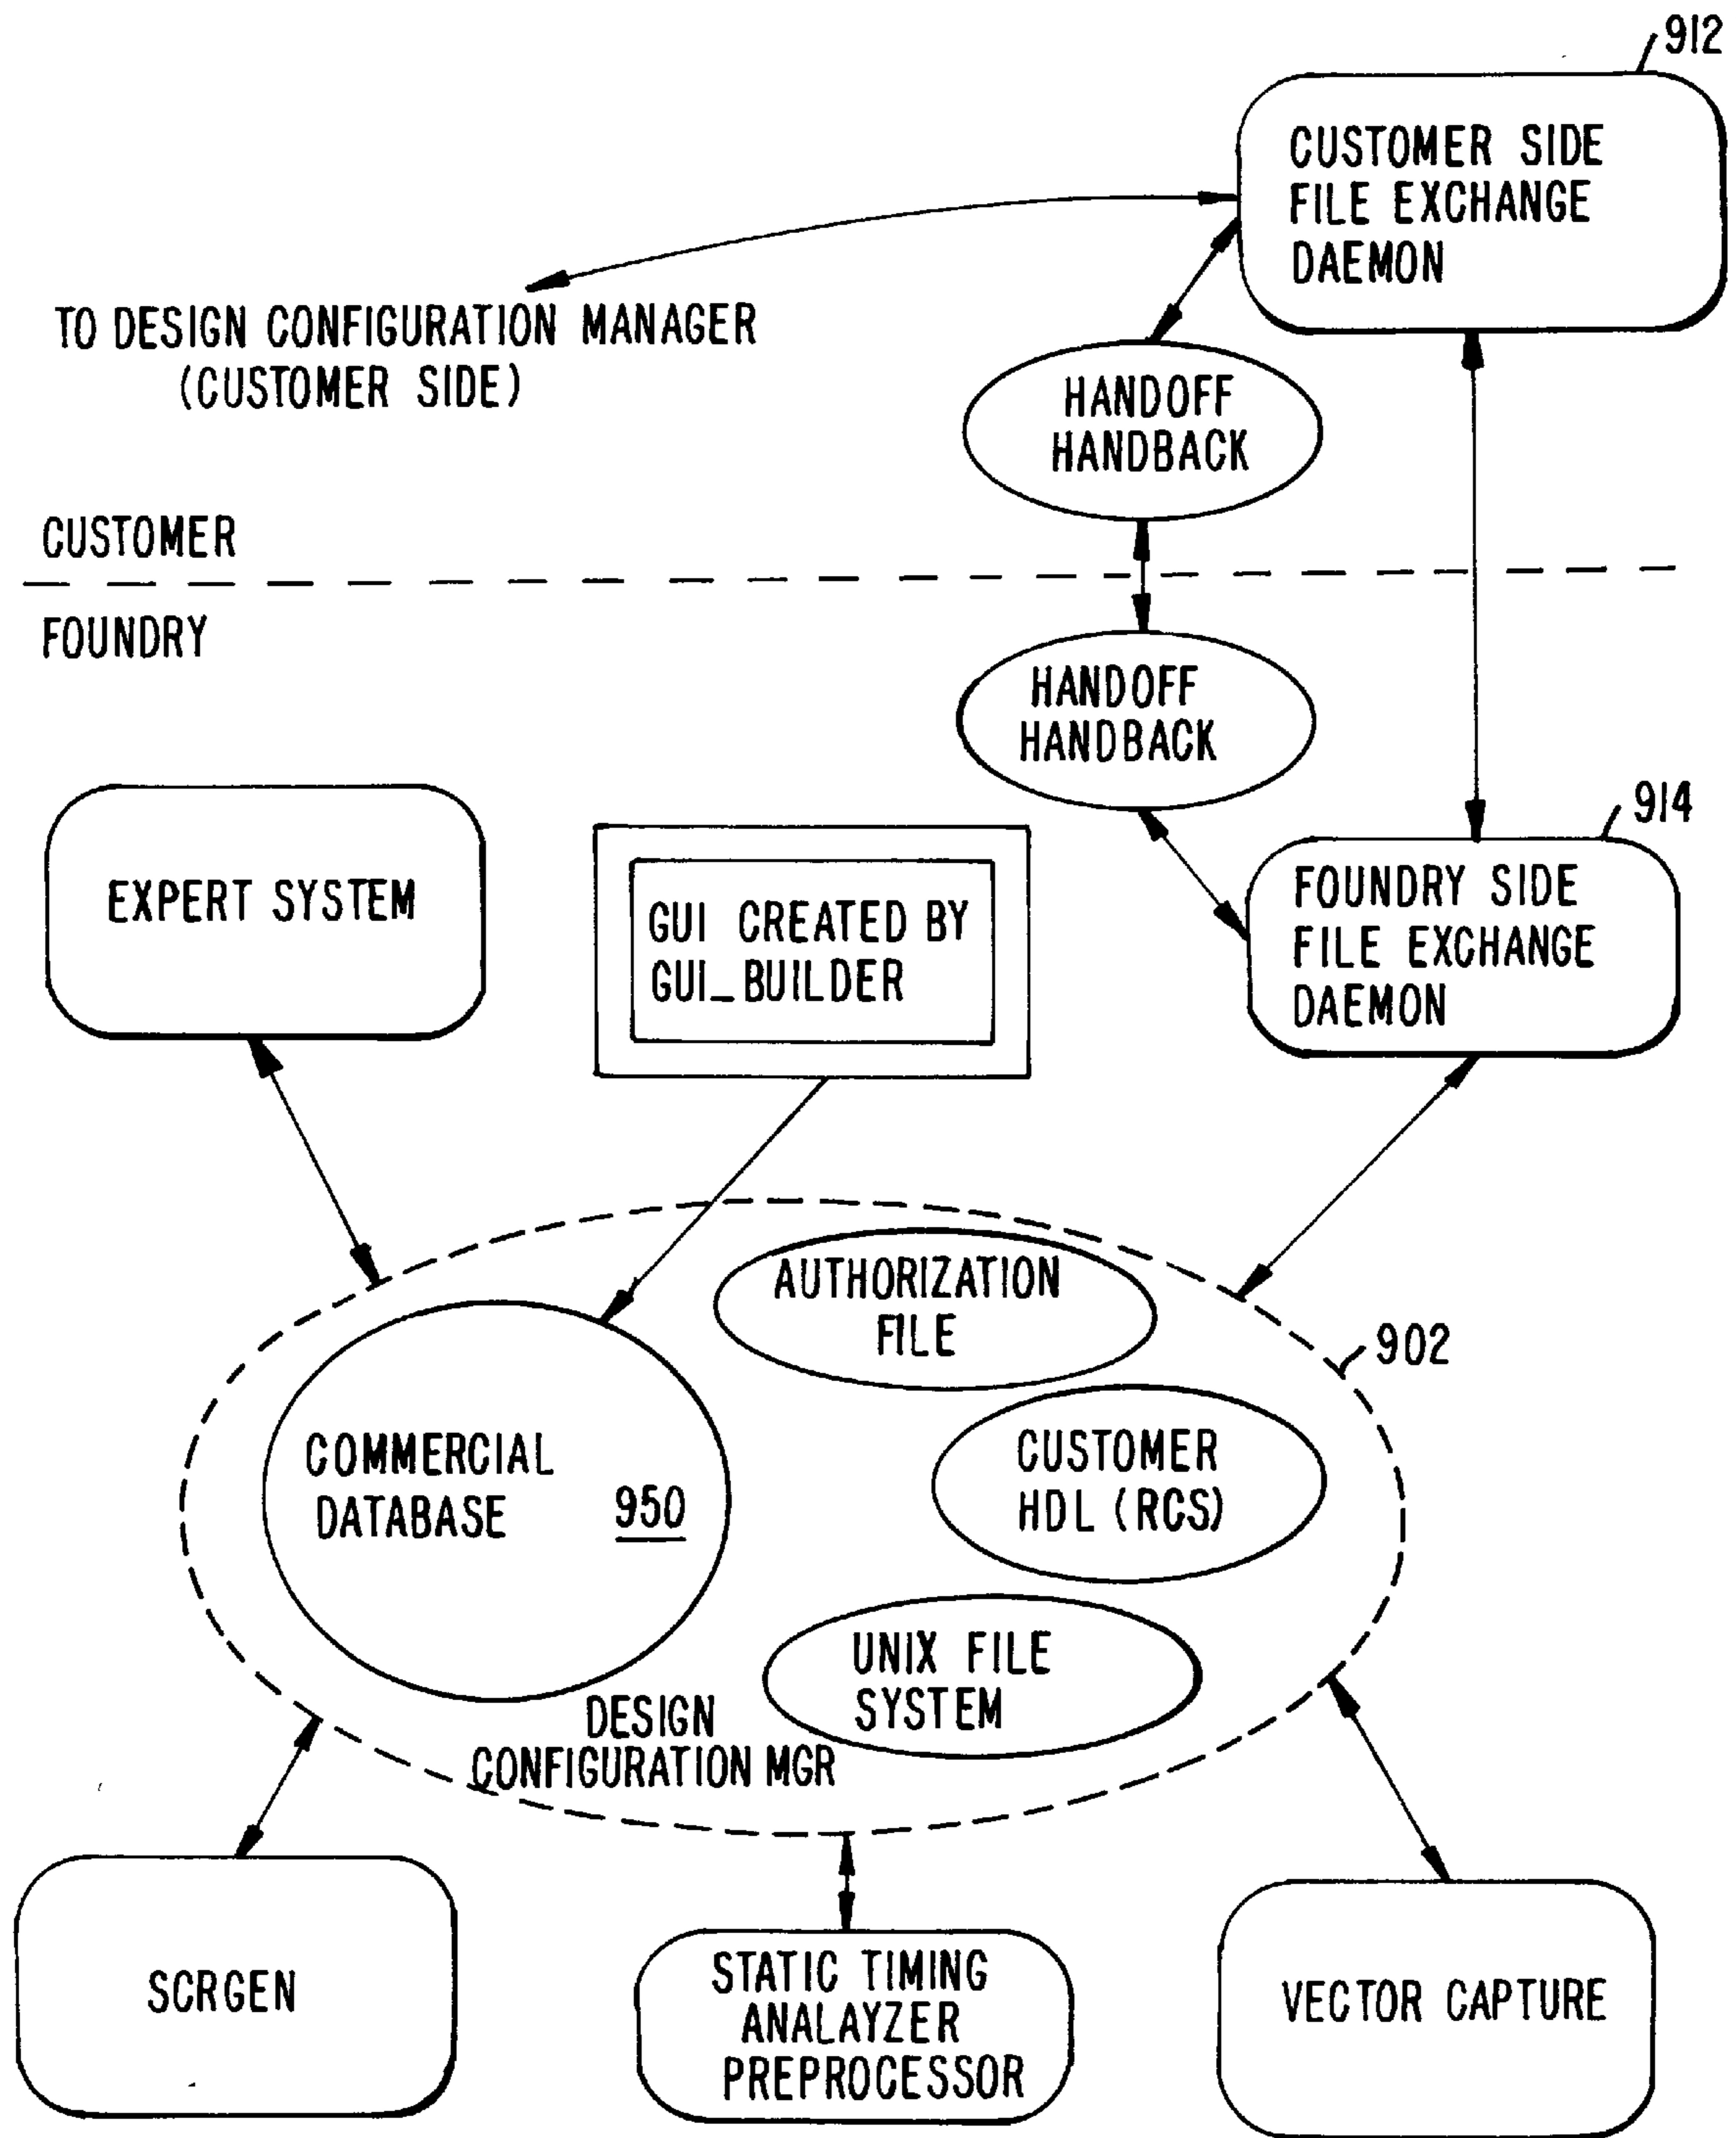 912
CUSTOMER SIDE
FILE EXCHANGE
DAEMON
TO DESIGN CONFIGURATION MANAGER
(CUSTOMER SIDE)
HANDOFF
HANDBACK
CUSTOMER
FOUNDRY
HANDOFF
HANDBACK
914
EXPERT SYSTEM
GUI CREATED BY
GUI_BUILDER
FOUNDRY SIDE
FILE EXCHANGE
DAEMON
AUTHORIZATION
FILE
902
COMMERCIAL
DATABASE
950
CUSTOMER
HDL (RCS)
UNIX FILE
SYSTEM
DESIGN
CONFIGURATION MGR
SCRGEN
STATIC TIMING
ANALAYZER
PREPROCESSOR
VECTOR CAPTURE